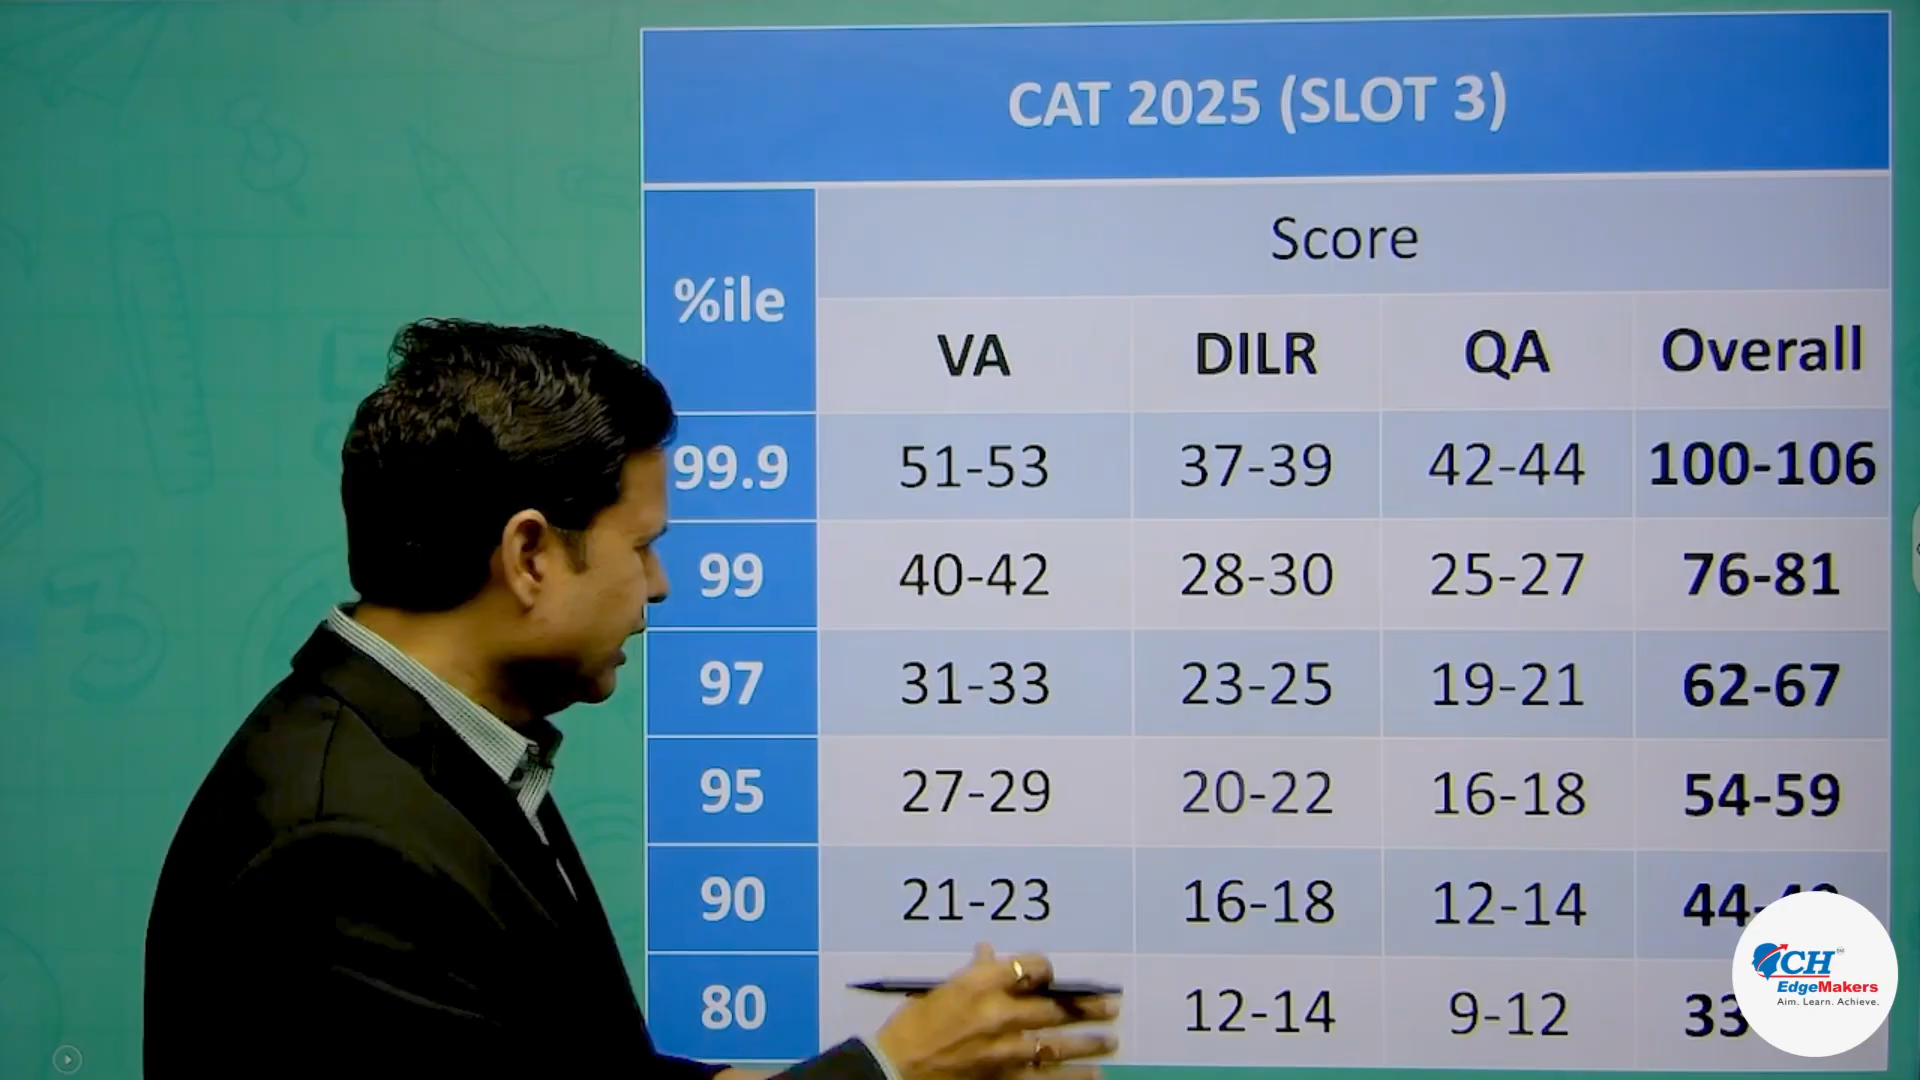 CAT 2025 (SLOT 3)
%ile
Score
VA DILR QA Overall
99.9 51-53 37-39 42-44 100-106
99 40-42 28-30 25-27 76-81
97 31-33 23-25 19-21 62-67
95 27-29 20-22 16-18 54-59
90 21-23 16-18 12-14
80 12-14 9-12
CH
EdgeMakers
Aim. Learn. Achieve.